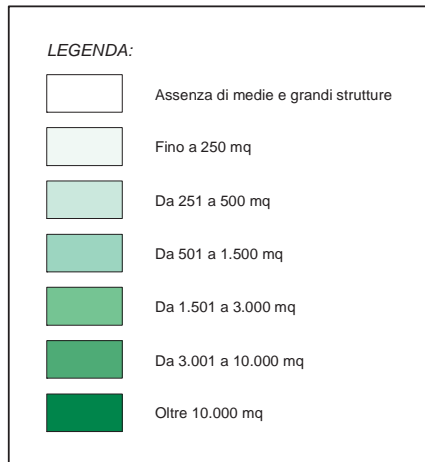 LEGENDA:
Assenza di medie e grandi strutture
Fino a 250 mq
Da 251 a 500 mq
Da 501 a 1.500 mq
Da 1.501 a 3.000 mq
Da 3.001 a 10.000 mq
Oltre 10.000 mq